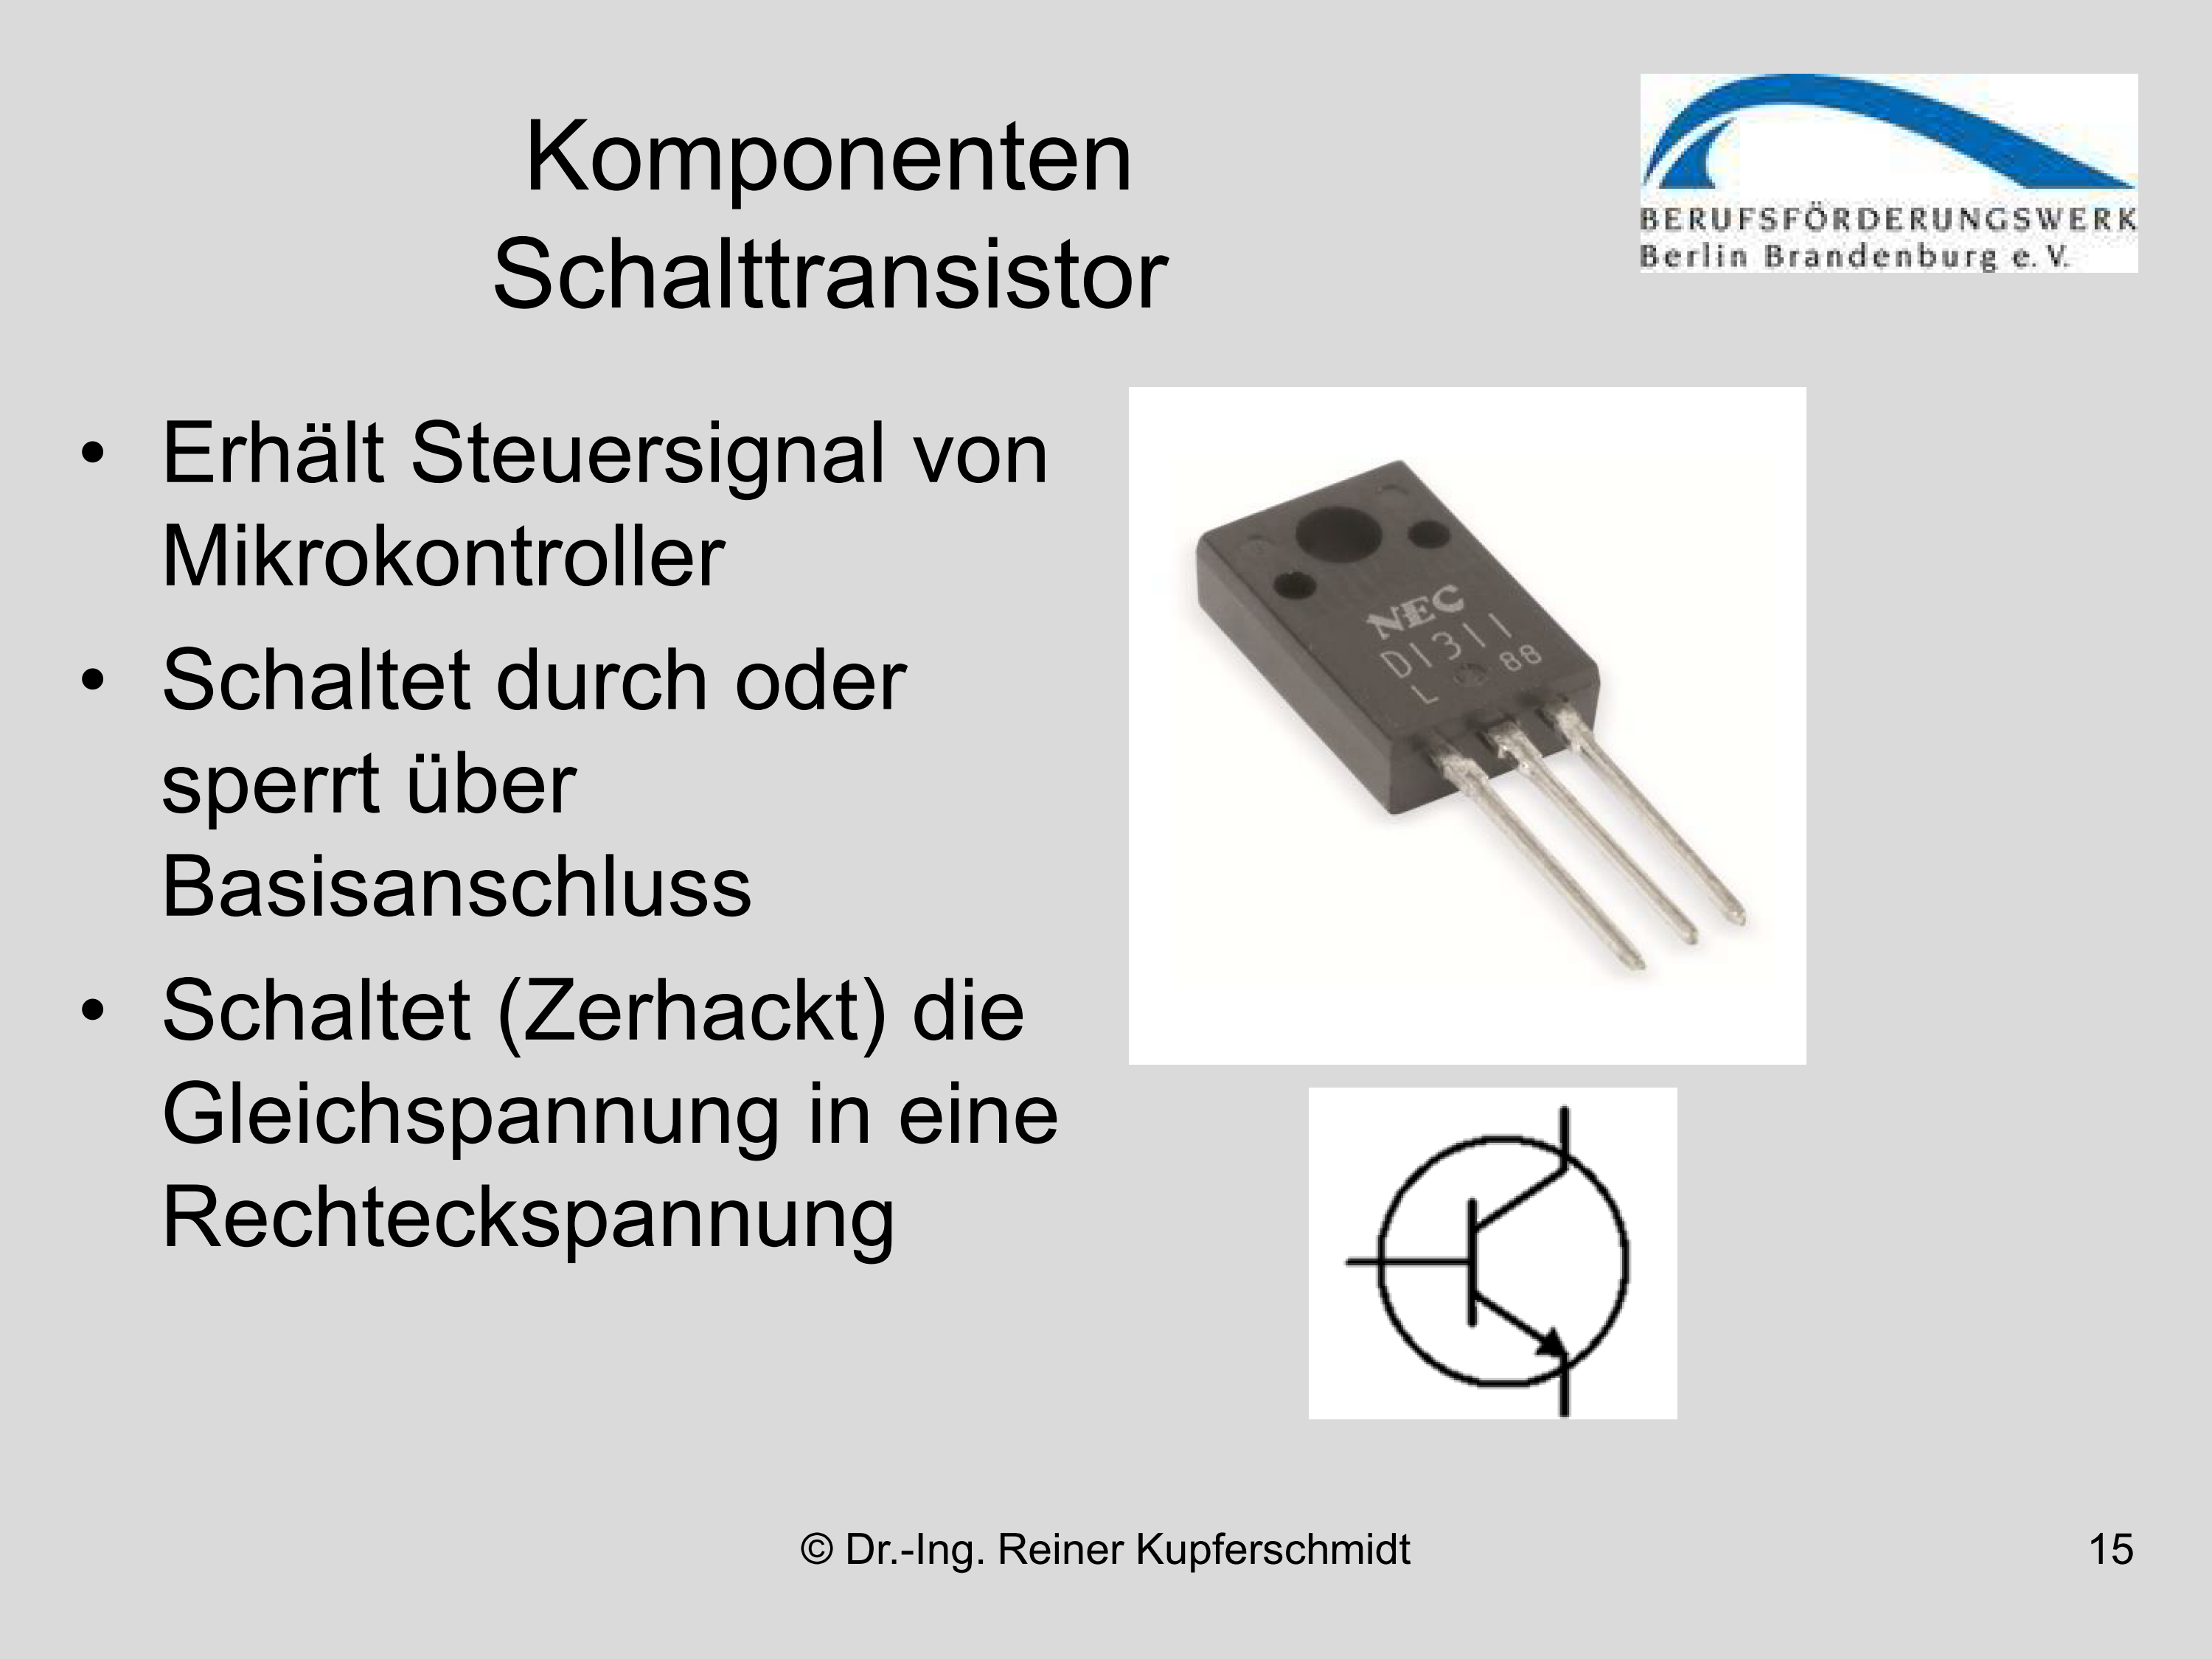 Komponenten
Schalttransistor
BERUFSFÖRDERUNGSWERK
Berlin Brandenburg e. V.
• Erhält Steuersignal von
Mikrokontroller
• Schaltet durch oder
sperrt über
Basisanschluss
• Schaltet (Zerhackt) die
Gleichspannung in eine
Rechteckspannung
NEC
D1311
L 88
© Dr.-Ing. Reiner Kupferschmidt
15